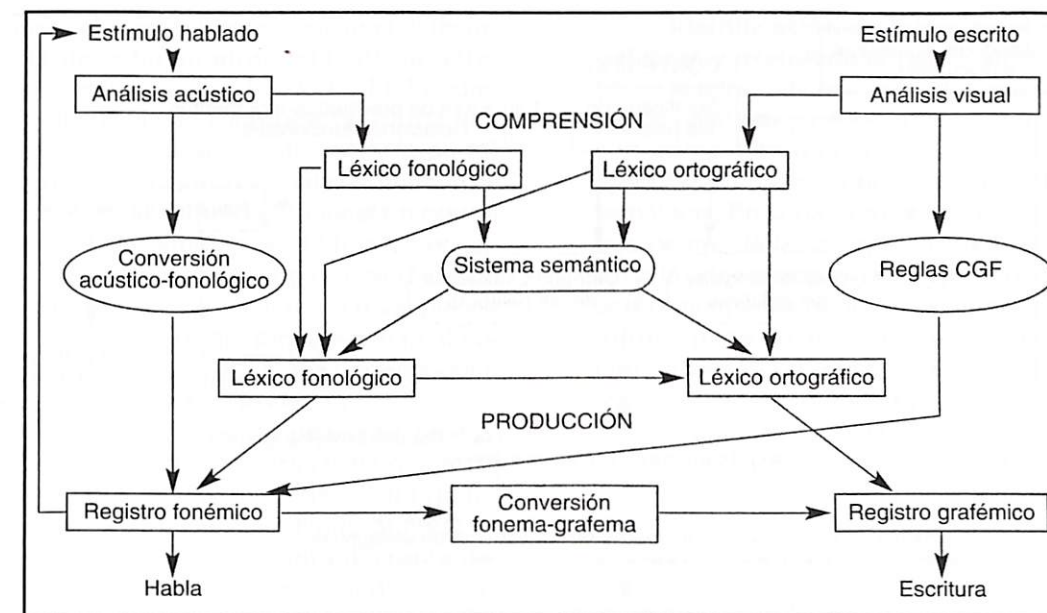 Estímulo hablado
Estímulo escrito
Análisis acústico
Análisis visual
COMPRENSIÓN
Léxico fonológico
Léxico ortográfico
Conversión
acústico-fonológico
Sistema semántico
Reglas CGF
Léxico fonológico
Léxico ortográfico
PRODUCCIÓN
Registro fonémico
Conversión
fonema-grafema
Registro grafémico
Habla
Escritura